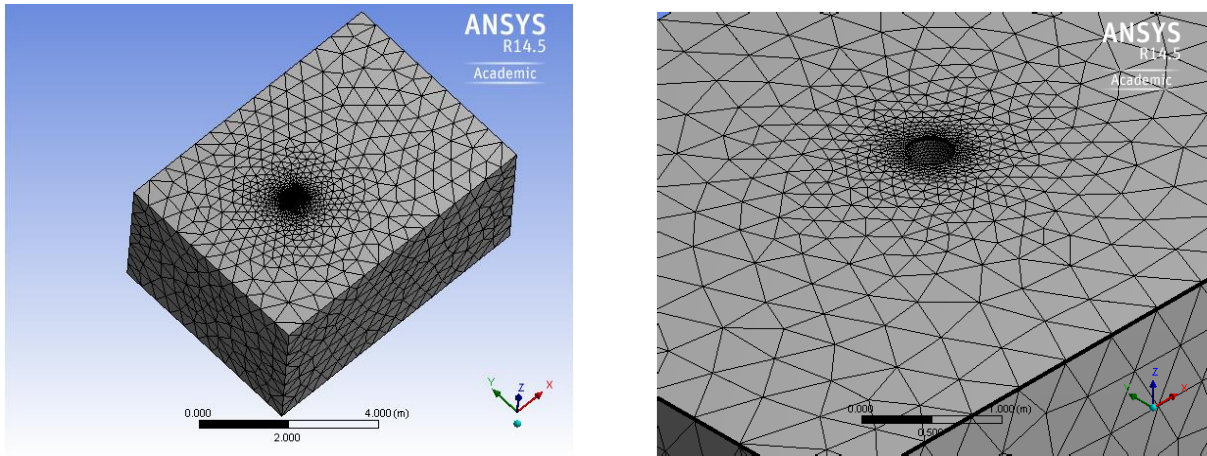 ANSYS
R14.5
Academic
Y
Z
X
0.000
4.000 (m)
2.000
ANSYS
R14.5
Academic
Z
Y
X
0.000
1.000 (m)
0.500